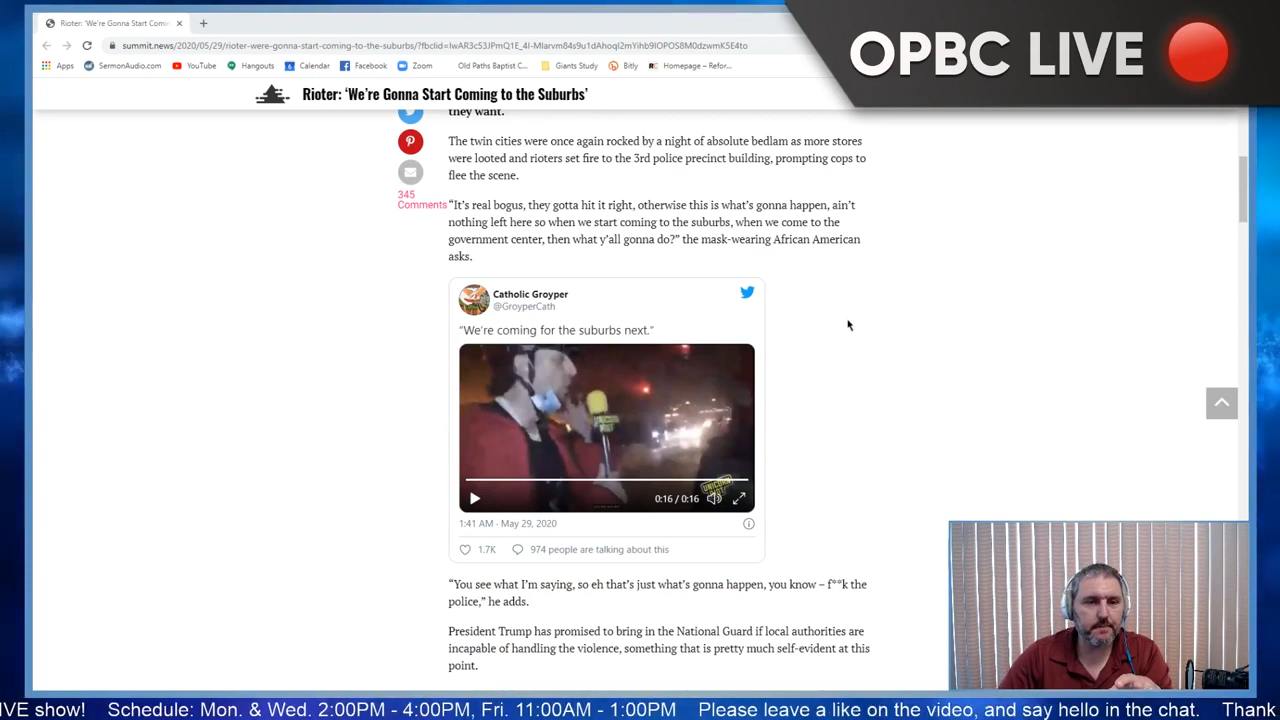 Rioter: 'We're Gonna Start Comin
OPBC LIVE
summit.news/2020/05/29/rioter-were-gonna-start-coming-to-the-suburbs/?fbclid=IwAR3c53JPmQ1E_4I-Mlarvm84s9u1dAhoqI2mYihb9IOPOS8M0dzwmK5E4to
Apps SermonAudio.com YouTube Hangouts Calendar Facebook Zoom Old Paths Baptist C... Giants Study Bitly Homepage – Refor...
Rioter: ‘We’re Gonna Start Coming to the Suburbs’
they want.
The twin cities were once again rocked by a night of absolute bedlam as more stores
were looted and rioters set fire to the 3rd police precinct building, prompting cops to
flee the scene.
345
Comments
“It’s real bogus, they gotta hit it right, otherwise this is what’s gonna happen, ain’t
nothing left here so when we start coming to the suburbs, when we come to the
government center, then what y’all gonna do?” the mask-wearing African American
asks.
Catholic Groyper
@GroyperCath
“We’re coming for the suburbs next.”
UNICORN
0:16 / 0:16
1:41 AM · May 29, 2020
1.7K 974 people are talking about this
“You see what I’m saying, so eh that’s just what’s gonna happen, you know – f**k the
police,” he adds.
President Trump has promised to bring in the National Guard if local authorities are
incapable of handling the violence, something that is pretty much self-evident at this
point.
IVE show! Schedule: Mon. & Wed. 2:00PM - 4:00PM, Fri. 11:00AM - 1:00PM Please leave a like on the video, and say hello in the chat. Thank